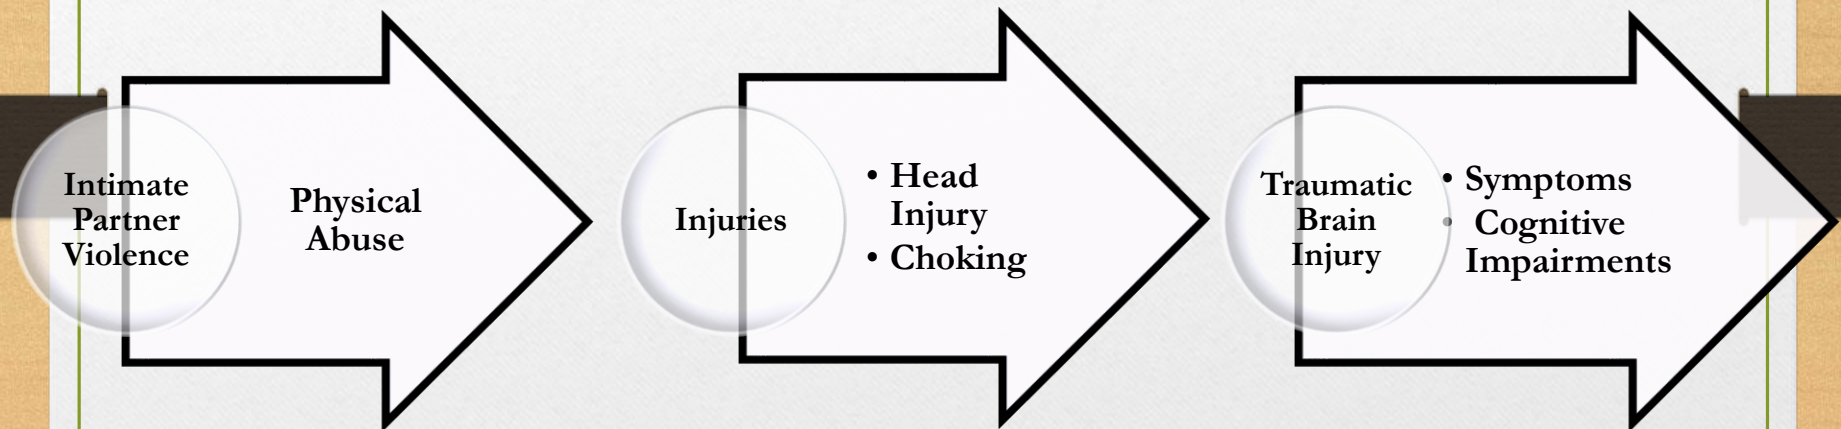 Intimate
Partner
Violence
Physical
Abuse
Injuries
• Head
Injury
• Choking
Traumatic
Brain
Injury
• Symptoms
• Cognitive
Impairments